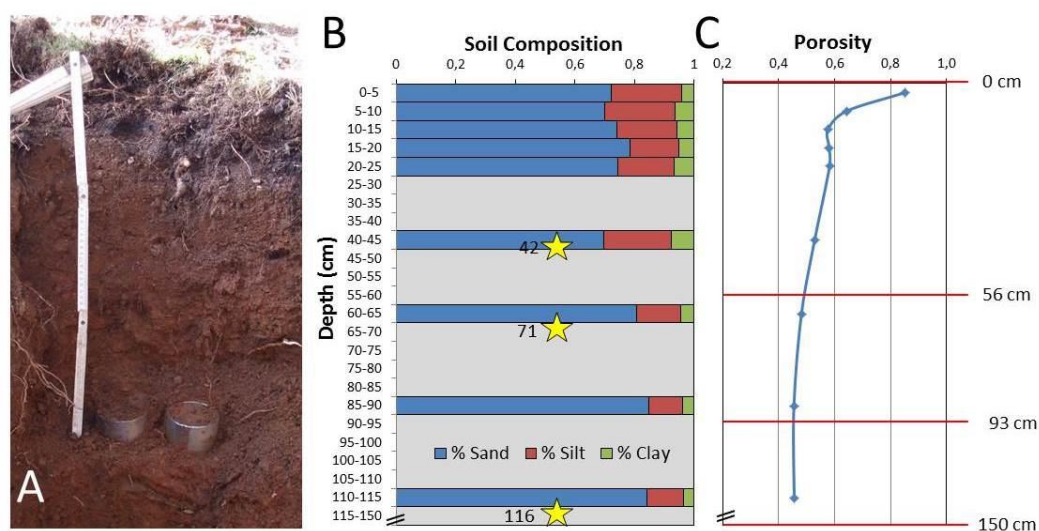 A
B
Soil Composition
0 0,2 0,4 0,6 0,8 1
Depth (cm)
0-5
5-10
10-15
15-20
20-25
25-30
30-35
35-40
40-45
42
45-50
50-55
55-60
60-65
65-70
71
70-75
75-80
80-85
85-90
90-95
95-100
% Sand % Silt % Clay
100-105
105-110
110-115
115-150
116
C
Porosity
0,2 0,4 0,6 0,8 1,0
0 cm
56 cm
93 cm
150 cm